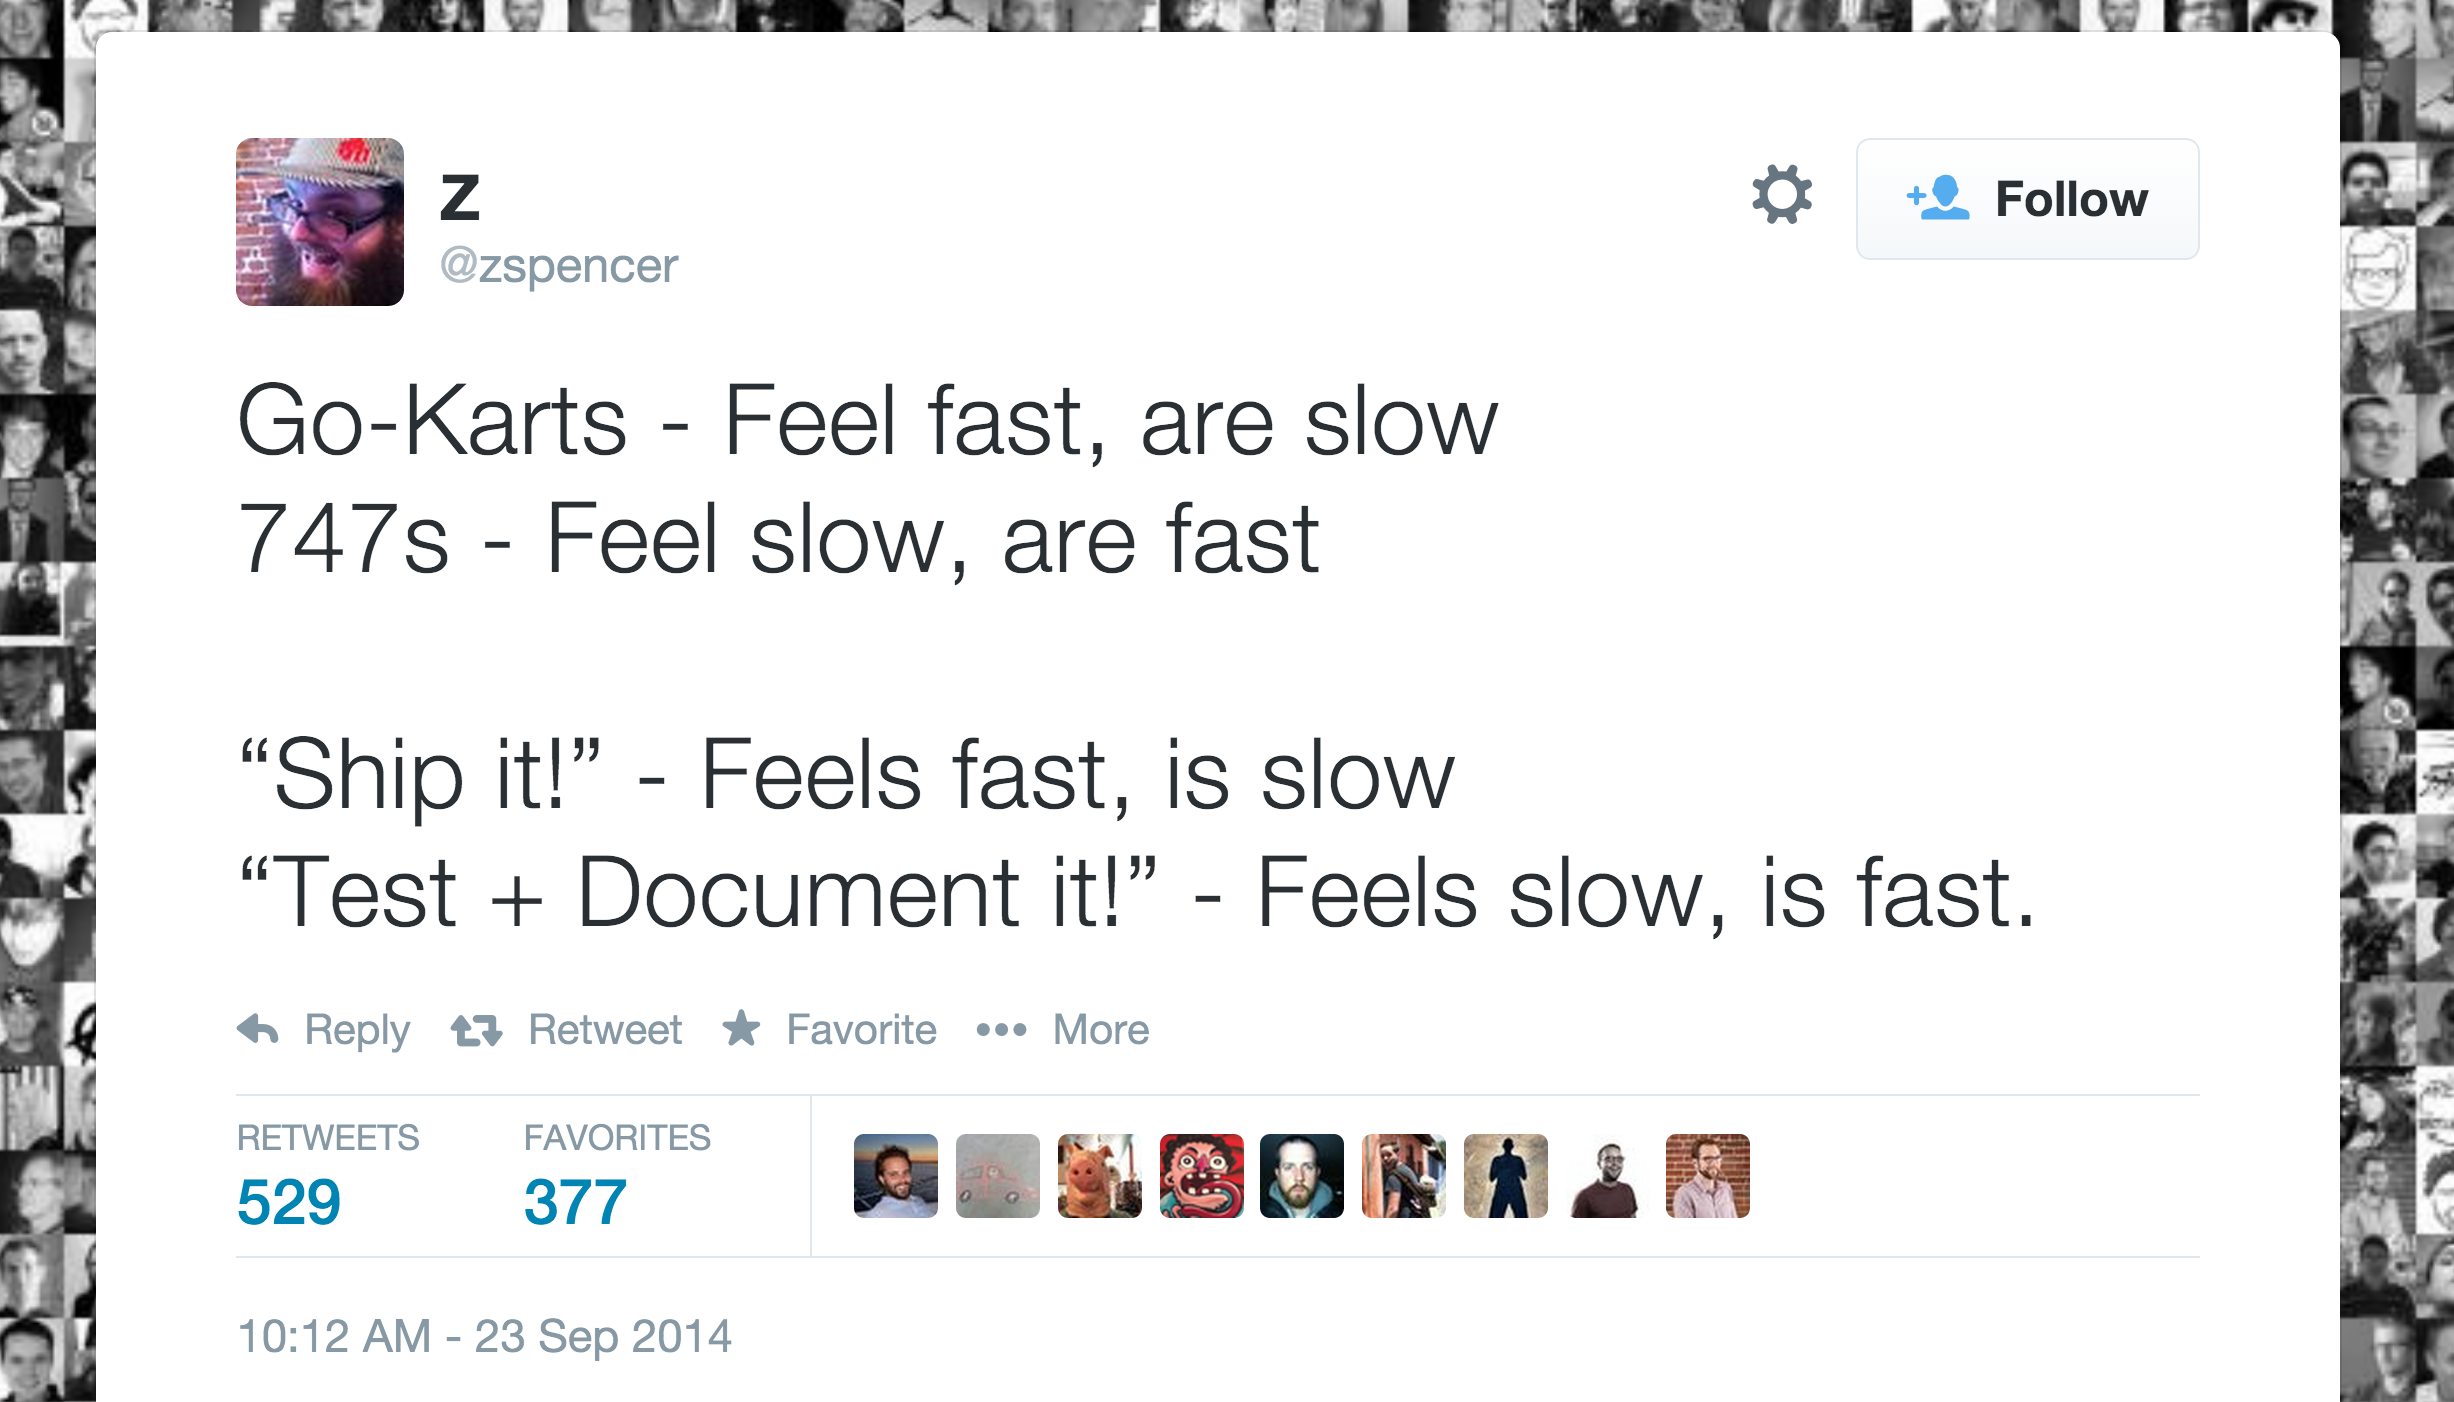 z
@zspencer
Follow
Go-Karts - Feel fast, are slow
747s - Feel slow, are fast
“Ship it!” - Feels fast, is slow
“Test + Document it!” - Feels slow, is fast.
Reply Retweet Favorite More
RETWEETS FAVORITES
529 377
10:12 AM - 23 Sep 2014